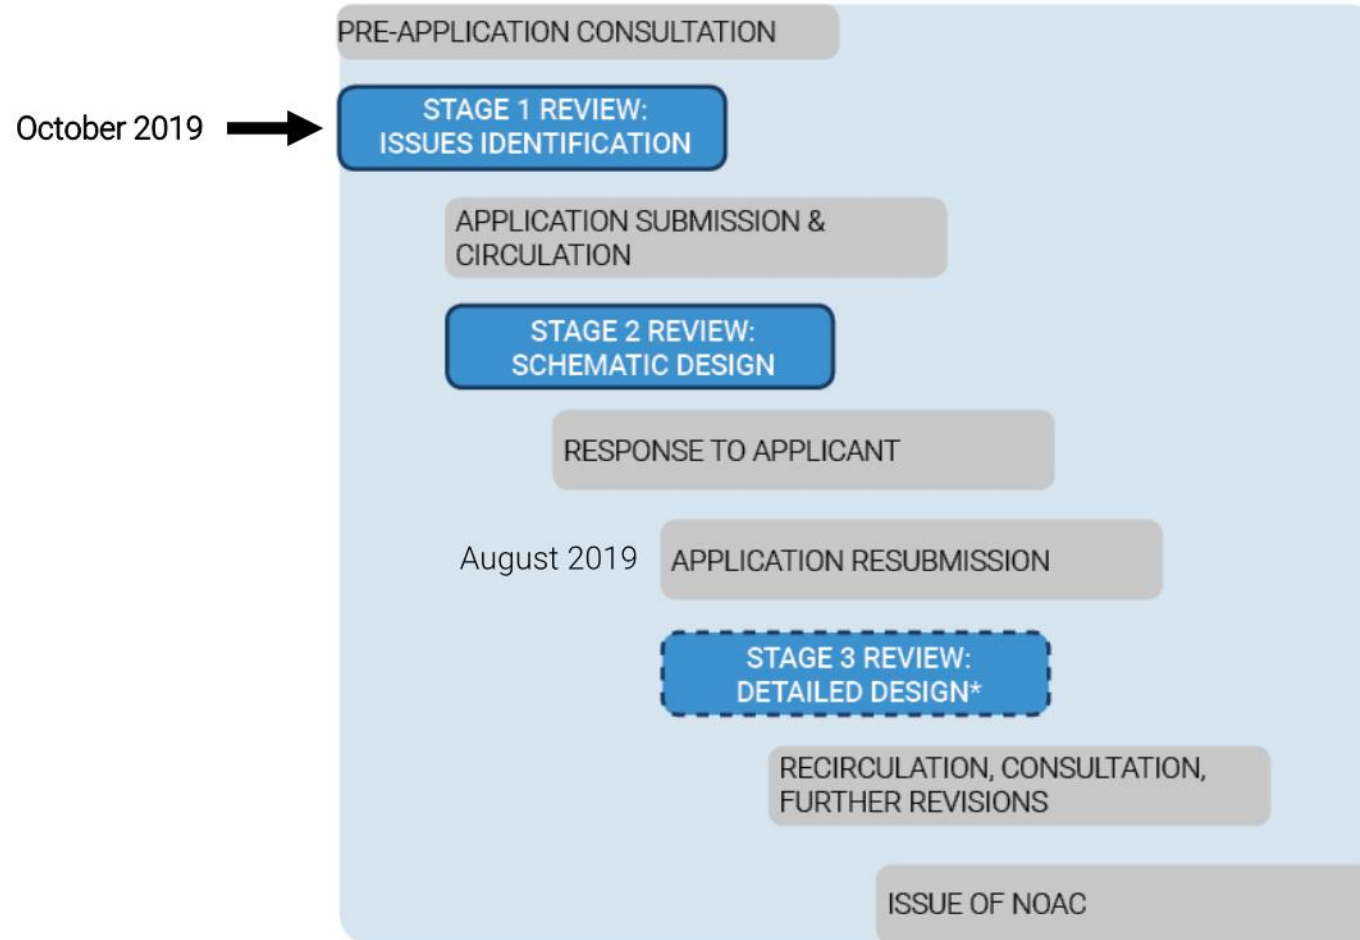 PRE-APPLICATION CONSULTATION
October 2019
STAGE 1 REVIEW:
ISSUES IDENTIFICATION
APPLICATION SUBMISSION &
CIRCULATION
STAGE 2 REVIEW:
SCHEMATIC DESIGN
RESPONSE TO APPLICANT
August 2019
APPLICATION RESUBMISSION
STAGE 3 REVIEW:
DETAILED DESIGN*
RECIRCULATION, CONSULTATION,
FURTHER REVISIONS
ISSUE OF NOAC